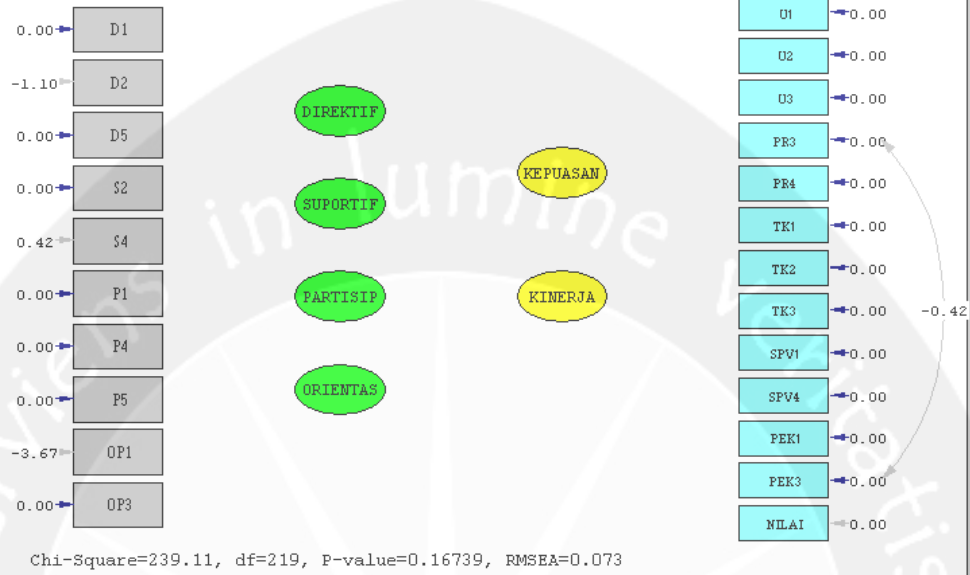 0.00 D1
-1.10 D2
0.00 D5
0.00 S2
0.42 S4
0.00 P1
0.00 P4
0.00 P5
-3.67 OP1
0.00 OP3
DIREKTIF
SUPORTIF
PARTISIP
ORIENTAS
KEPUASAN
KINERJA
U1 0.00
U2 0.00
U3 0.00
PR3 0.00
PR4 0.00
TK1 0.00
TK2 0.00
TK3 0.00
SPV1 0.00
SPV4 0.00
PEK1 0.00
PEK3 0.00
NILAI 0.00
-0.42
Chi-Square=239.11, df=219, P-value=0.16739, RMSEA=0.073
viens in lumine veritatis